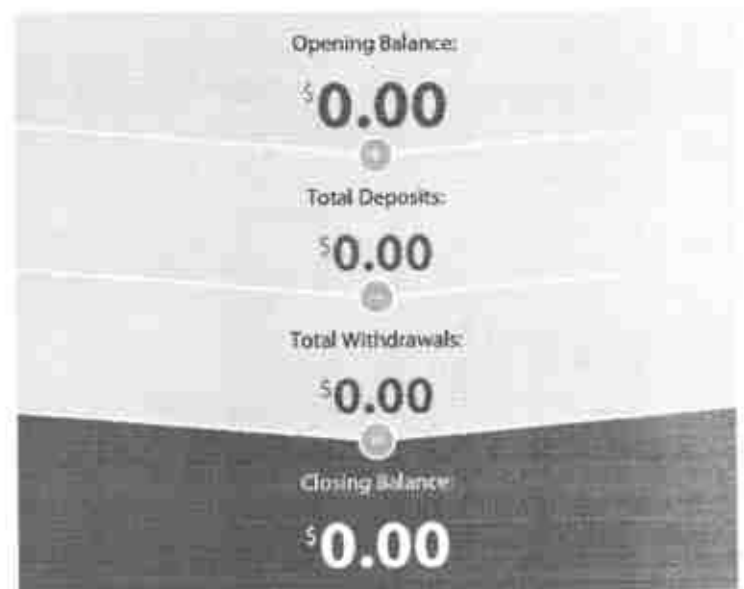 Opening Balance:
$0.00
+
Total Deposits:
$0.00
Total Withdrawals:
$0.00
Closing Balance:
$0.00